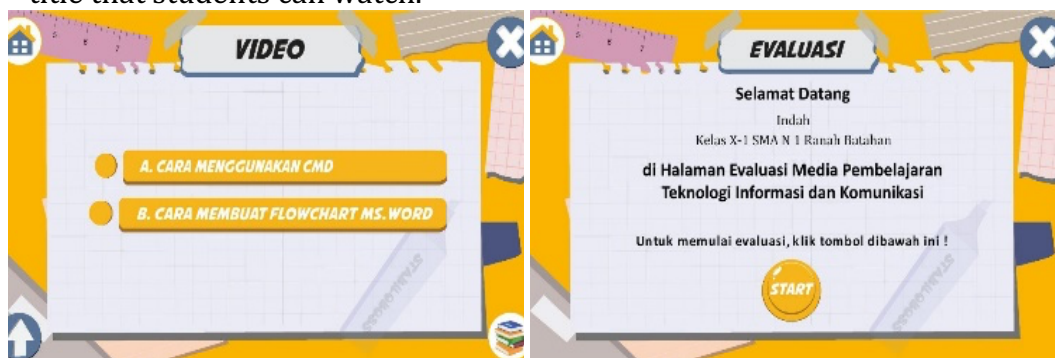 title that students can watch.
VIDEO
A. CARA MENGGUNAKAN CMD
B. CARA MEMBUAT FLOWCHART MS.WORD
STABILOBOSS
EVALUASI
Selamat Datang
Indah
Kelas X-1 SMA N 1 Ranah Batahan
di Halaman Evaluasi Media Pembelajaran
Teknologi Informasi dan Komunikasi
Untuk memulai evaluasi, klik tombol dibawah ini !
START
STABILOBOSS